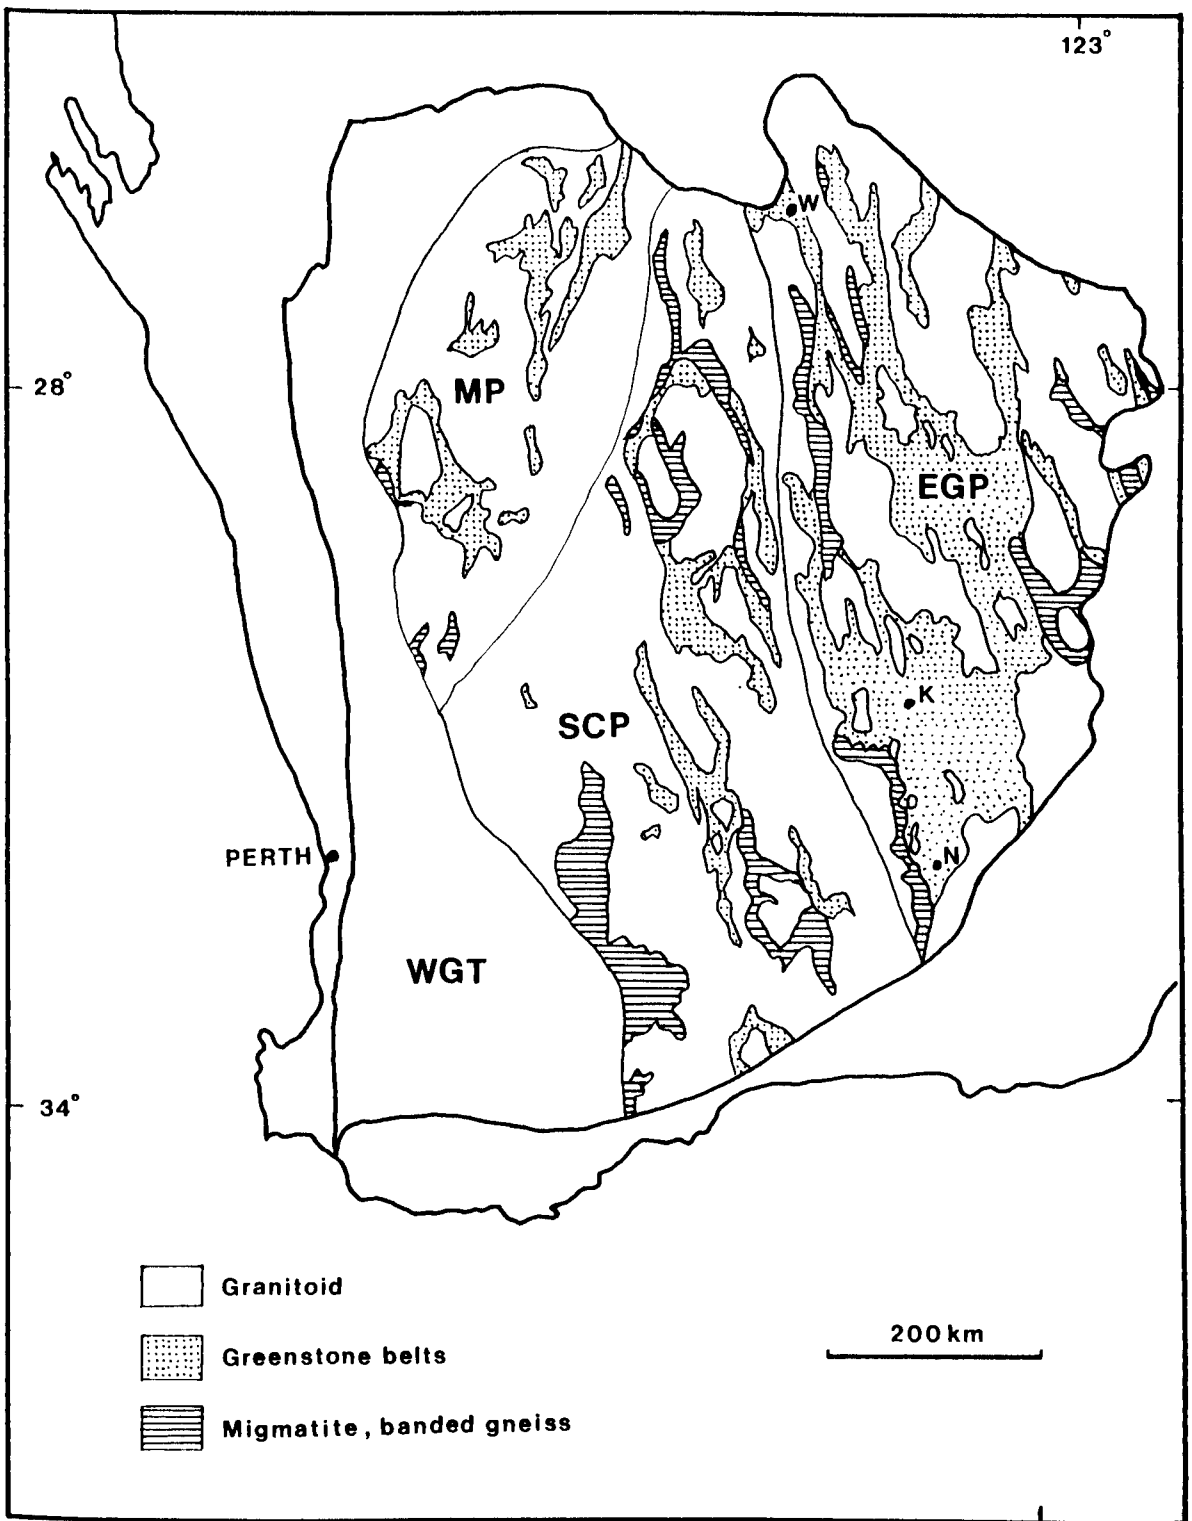 123°
W
28°
MP
EGP
K
SCP
PERTH
N
WGT
34°
Granitoid
200 km
Greenstone belts
Migmatite, banded gneiss